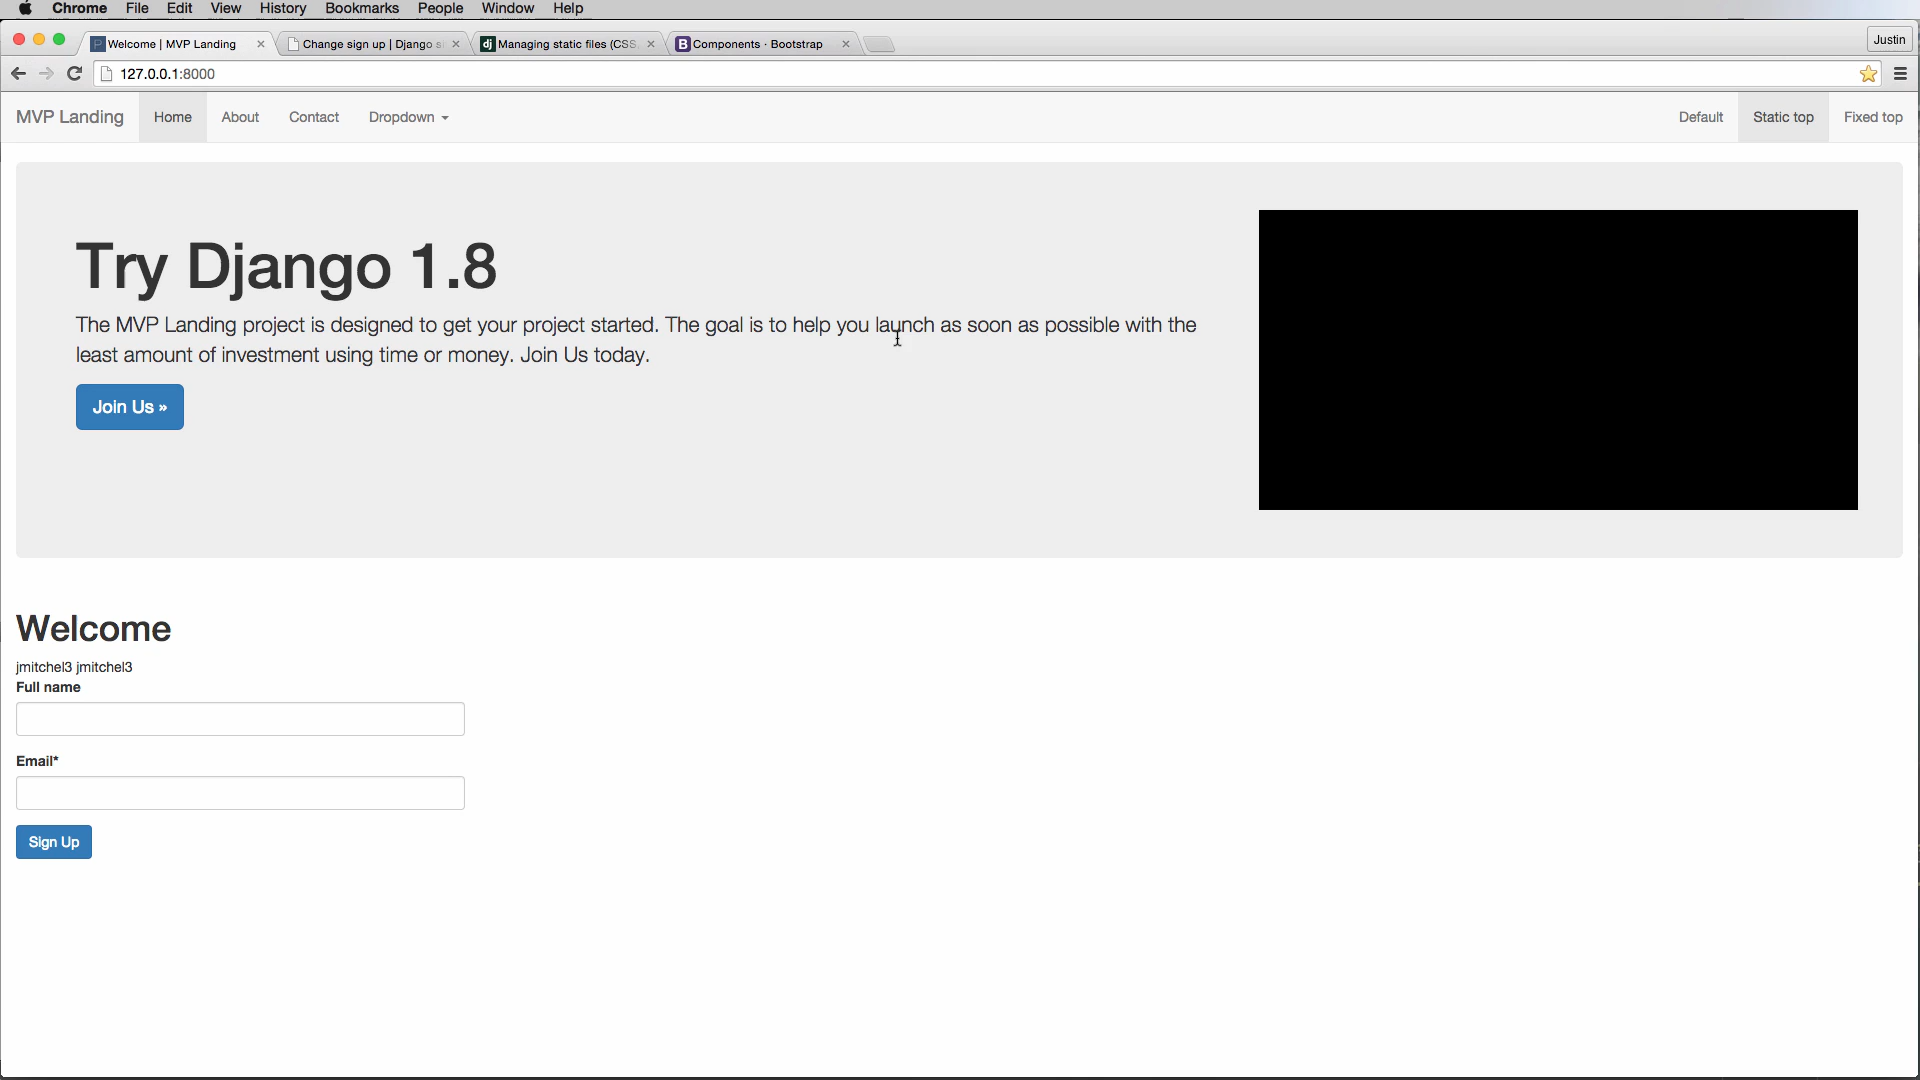 Chrome File Edit View History Bookmarks People Window Help
Welcome | MVP Landing
Change sign up | Django s
Managing static files (CSS,
Components · Bootstrap
Justin
127.0.0.1:8000
MVP Landing Home About Contact Dropdown Default Static top Fixed top
Try Django 1.8
The MVP Landing project is designed to get your project started. The goal is to help you launch as soon as possible with the
least amount of investment using time or money. Join Us today.
Join Us »
Welcome
jmitchel3 jmitchel3
Full name
Email*
Sign Up